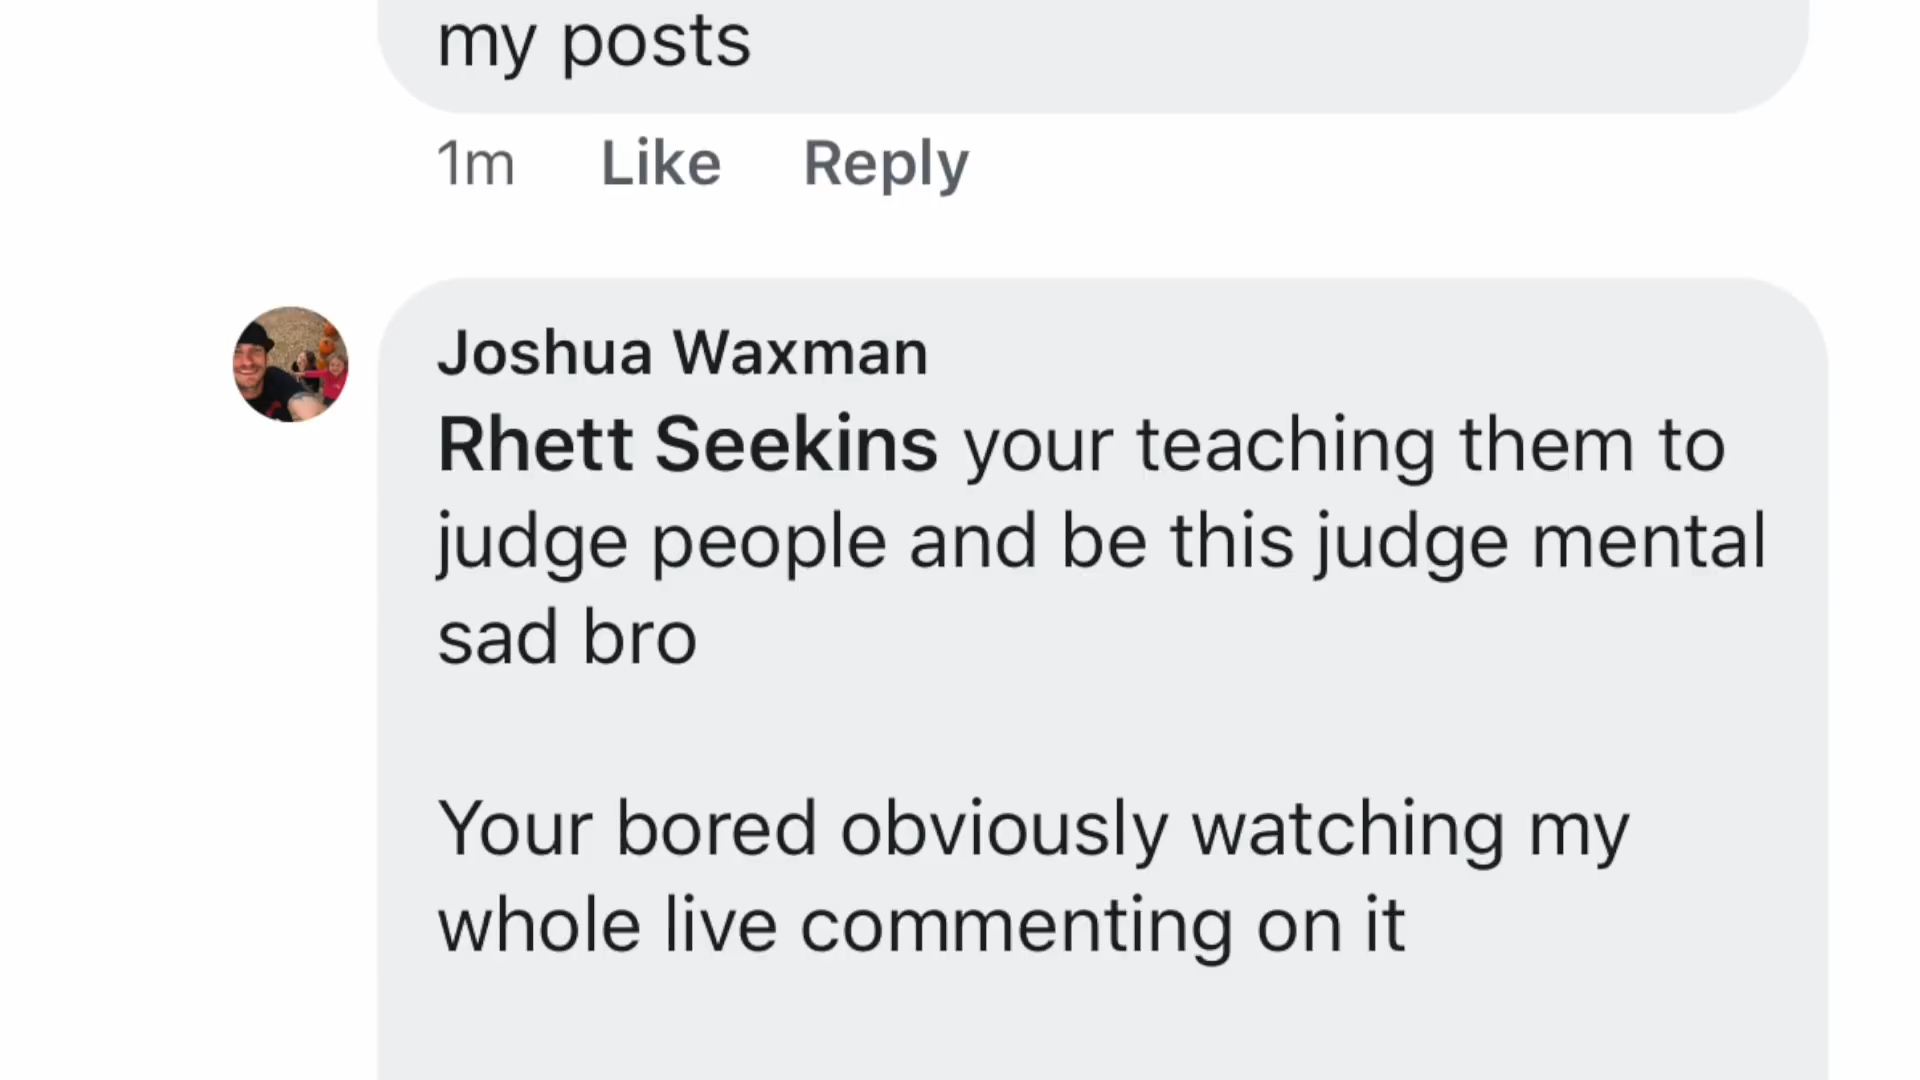 my posts
1m Like Reply
Joshua Waxman
Rhett Seekins your teaching them to
judge people and be this judge mental
sad bro
Your bored obviously watching my
whole live commenting on it